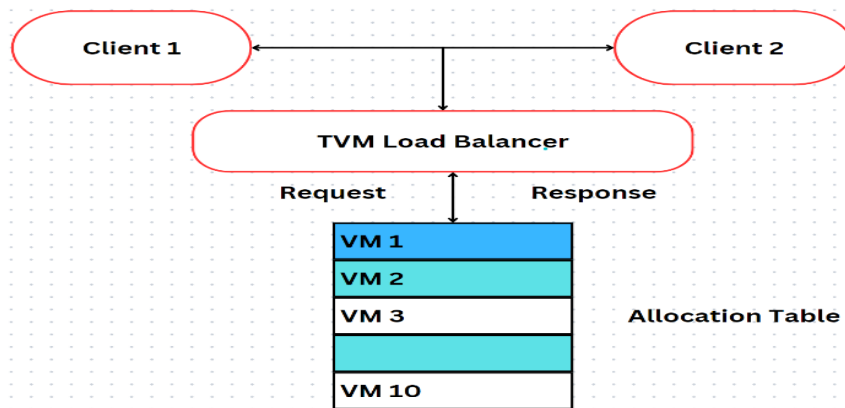 Client 1
Client 2
TVM Load Balancer
Request
Response
VM 1
VM 2
VM 3
Allocation Table
VM 10